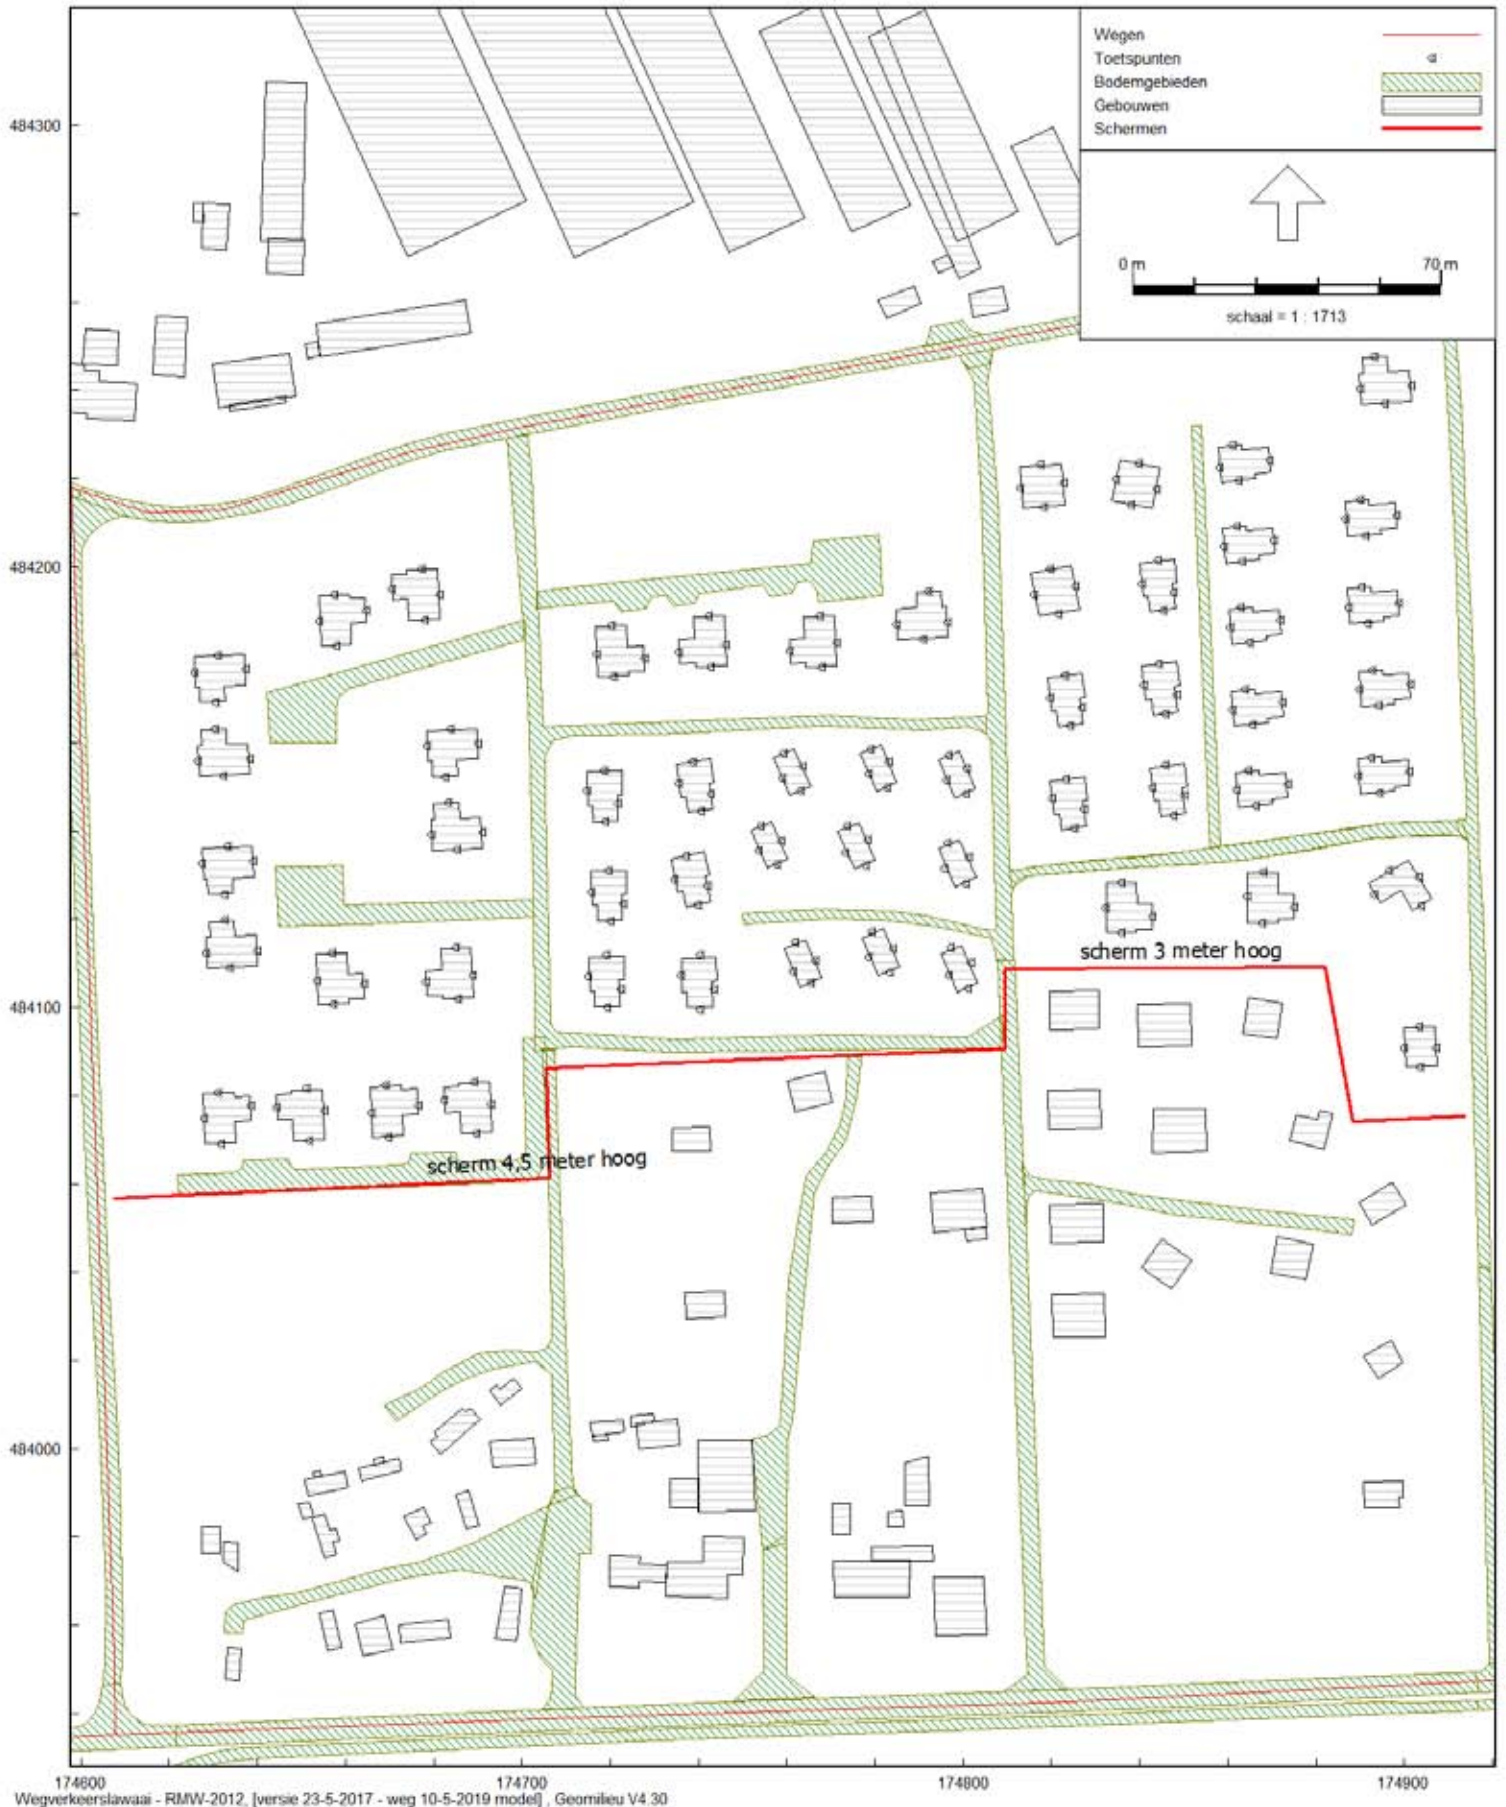 Wegen
Toetspunten
Bodemgebieden
Gebouwen
Schermen
0 m 70 m
schaal = 1 : 1713
484300
484200
484100
484000
scherm 3 meter hoog
scherm 4,5 meter hoog
174600 174700 174800 174900
Wegverkeerslawaai - RMW-2012, [versie 23-5-2017 - weg 10-5-2019 model] , Geomilieu V4.30